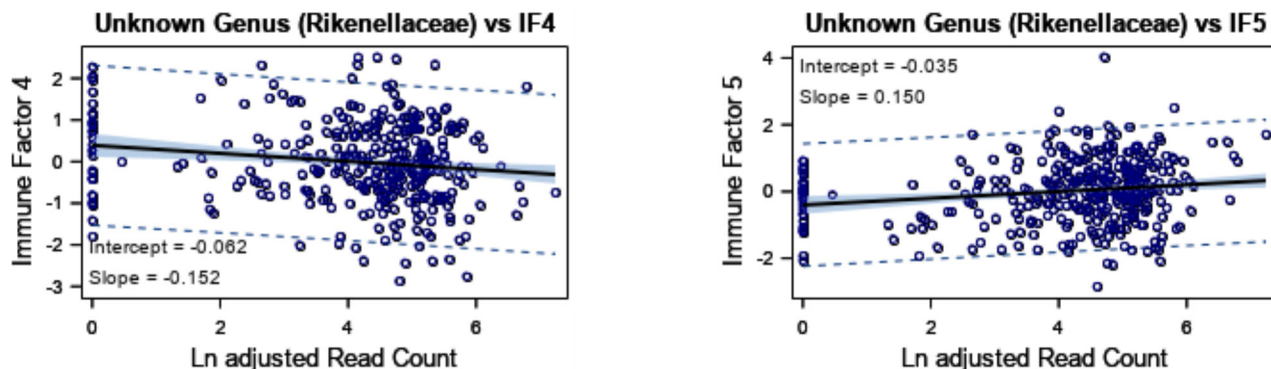 Unknown Genus (Rikenellaceae) vs IF4
Immune Factor 4
2
1
0
-1
-2
-3
Intercept = -0.062
Slope = -0.152
0 2 4 6
Ln adjusted Read Count
Unknown Genus (Rikenellaceae) vs IF5
Immune Factor 5
4
2
0
-2
Intercept = -0.035
Slope = 0.150
0 2 4 6
Ln adjusted Read Count